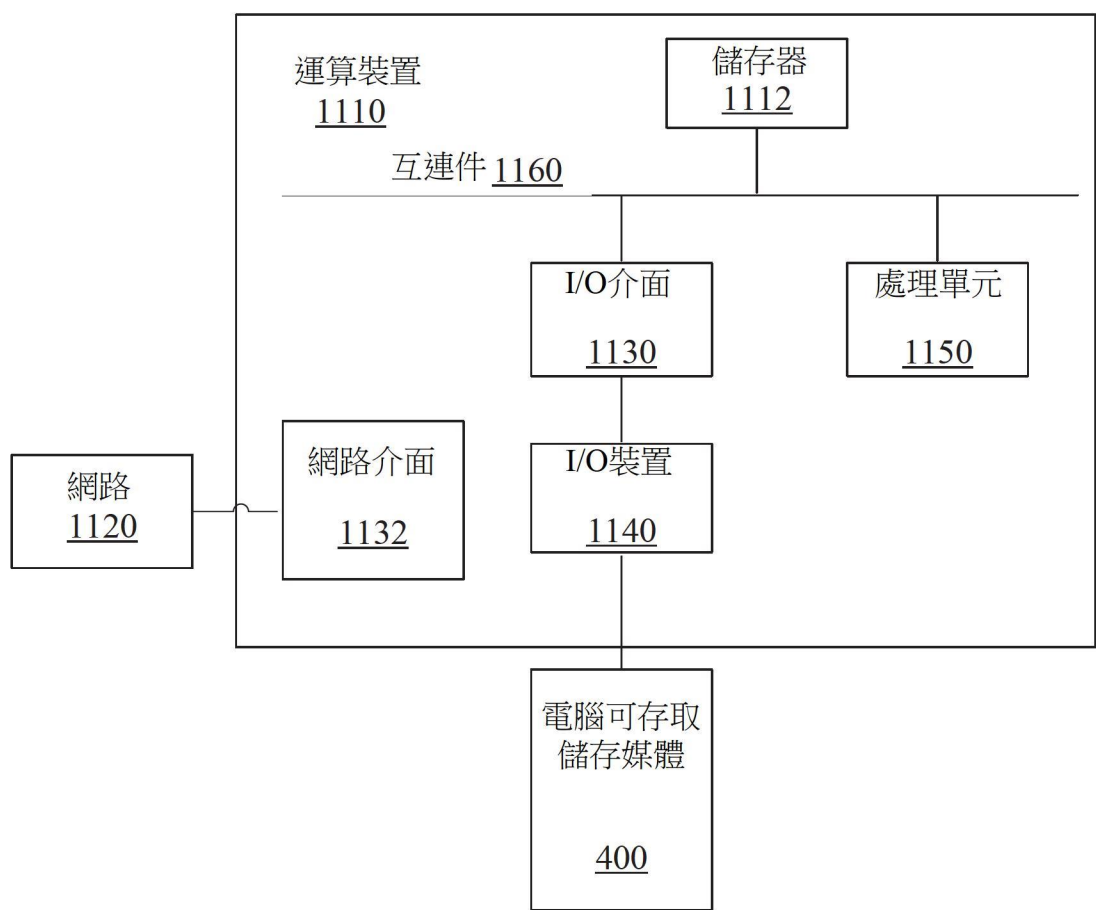 運算裝置
1110
儲存器
1112
互連件 1160
I/O介面
1130
處理單元
1150
網路
1120
網路介面
1132
I/O裝置
1140
電腦可存取
儲存媒體
400